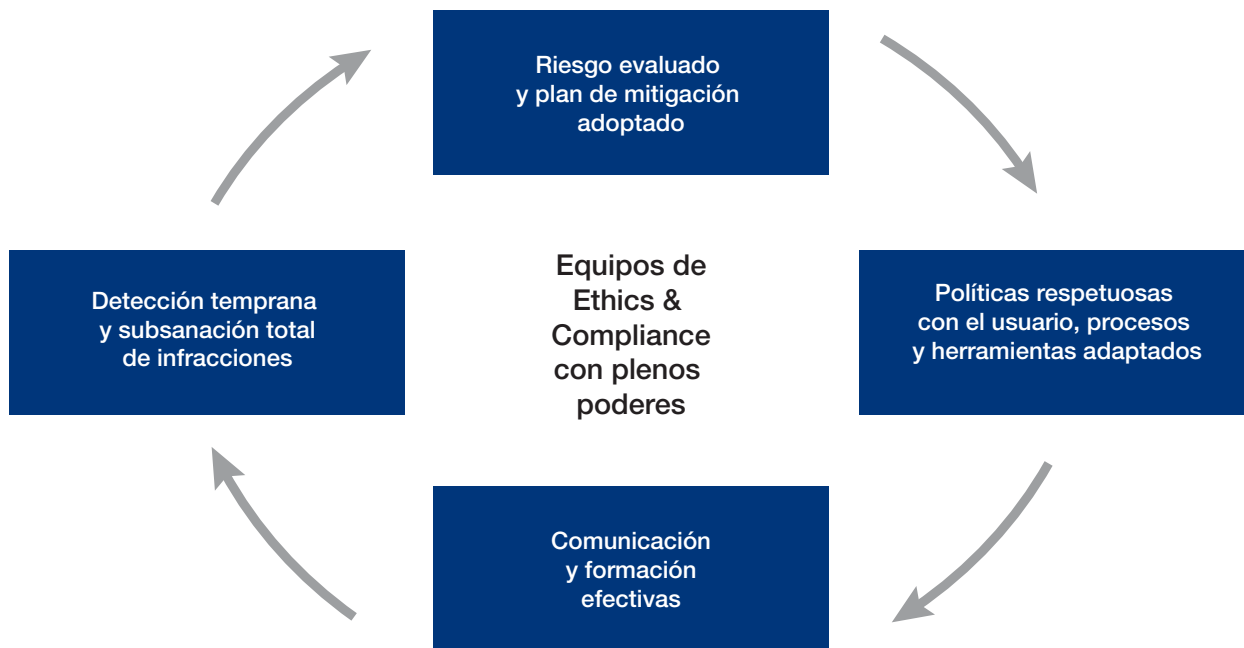 Riesgo evaluado
y plan de mitigación
adoptado
Políticas respetuosas
con el usuario, procesos
y herramientas adaptados
Comunicación
y formación
efectivas
Detección temprana
y subsanación total
de infracciones
Equipos de
Ethics &
Compliance
con plenos
poderes